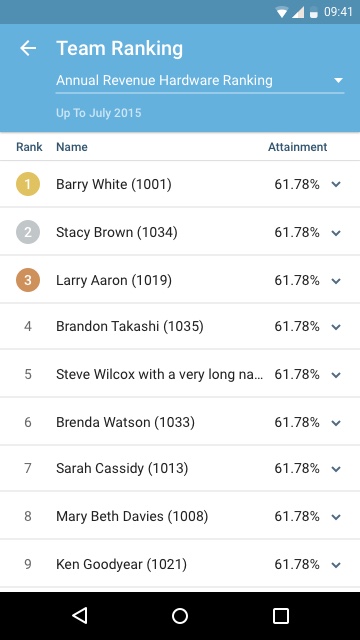 09:41
Team Ranking
Annual Revenue Hardware Ranking
Up To July 2015
Rank Name Attainment
1 Barry White (1001) 61.78%
2 Stacy Brown (1034) 61.78%
3 Larry Aaron (1019) 61.78%
4 Brandon Takashi (1035) 61.78%
5 Steve Wilcox with a very long na... 61.78%
6 Brenda Watson (1033) 61.78%
7 Sarah Cassidy (1013) 61.78%
8 Mary Beth Davies (1008) 61.78%
9 Ken Goodyear (1021) 61.78%